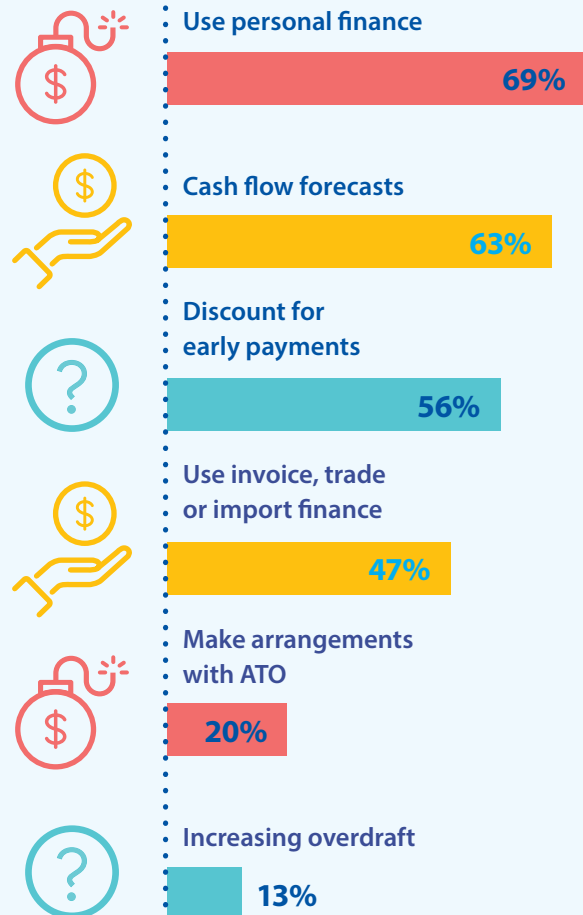 Use personal finance
$
69%
$
Cash flow forecasts
63%
Discount for
early payments
?
56%
Use invoice, trade
or import finance
$
47%
Make arrangements
with ATO
$
20%
Increasing overdraft
?
13%